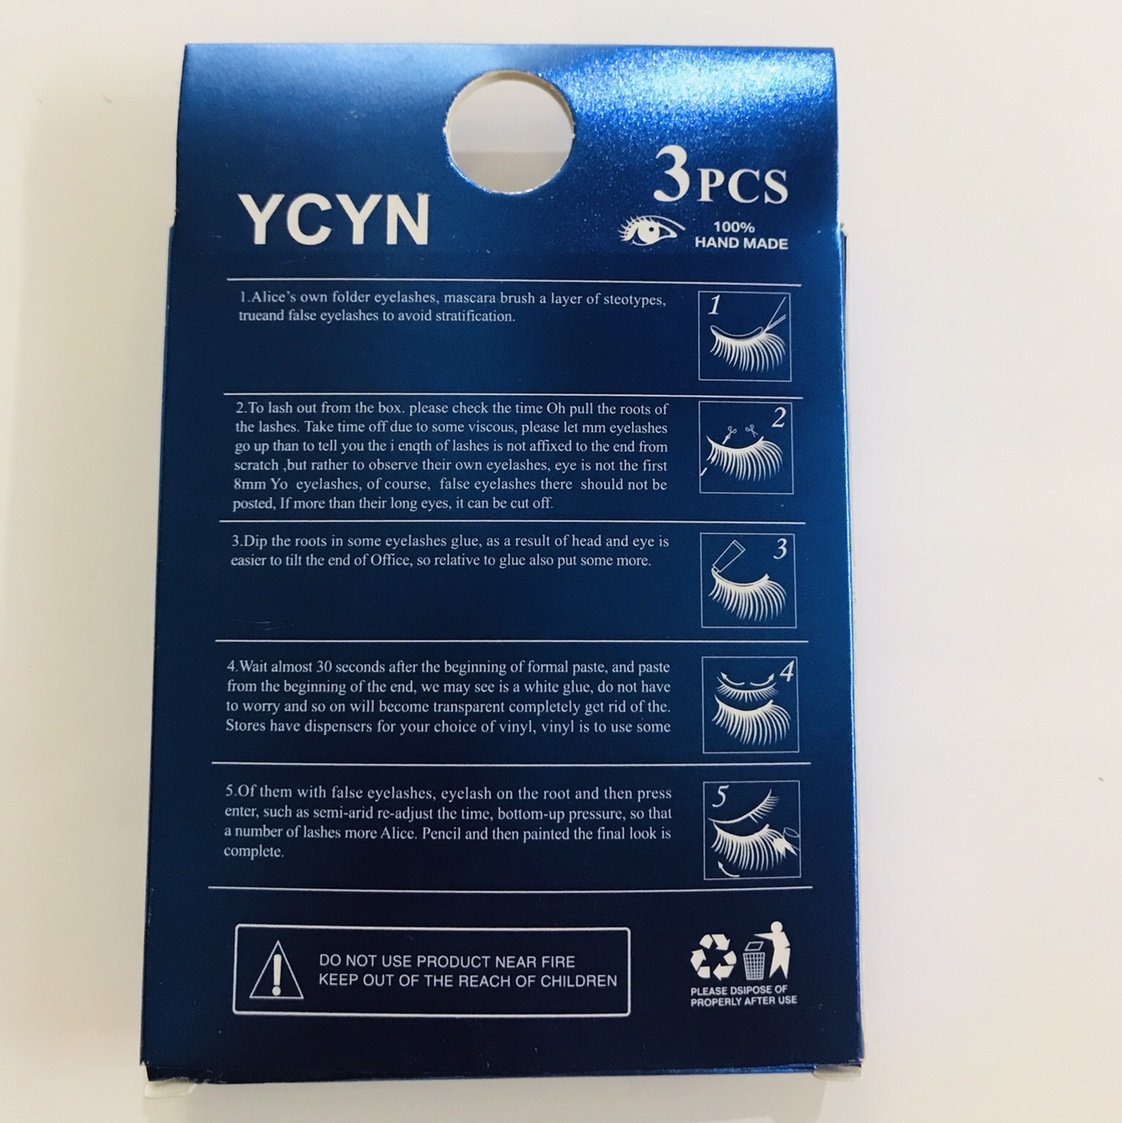 3PCS
YCYN
100%
HAND MADE
1.Alice's own folder eyelashes, mascara brush a layer of steotypes,
trueand false eyelashes to avoid stratification.
1
2.To lash out from the box. please check the time Oh pull the roots of
the lashes. Take time off due to some viscous, please let mm eyelashes
go up than to tell you the i enqth of lashes is not affixed to the end from
scratch ,but rather to observe their own eyelashes, eye is not the first
8mm Yo eyelashes, of course, false eyelashes there should not be
posted, If more than their long eyes, it can be cut off.
2
3.Dip the roots in some eyelashes glue, as a result of head and eye is
easier to tilt the end of Office, so relative to glue also put some more.
3
4.Wait almost 30 seconds after the beginning of formal paste, and paste
from the beginning of the end, we may see is a white glue, do not have
to worry and so on will become transparent completely get rid of the.
Stores have dispensers for your choice of vinyl, vinyl is to use some
4
5.Of them with false eyelashes, eyelash on the root and then press
enter, such as semi-arid re-adjust the time, bottom-up pressure, so that
a number of lashes more Alice. Pencil and then painted the final look is
complete.
5
DO NOT USE PRODUCT NEAR FIRE
KEEP OUT OF THE REACH OF CHILDREN
PLEASE DSIPOSE OF
PROPERLY AFTER USE